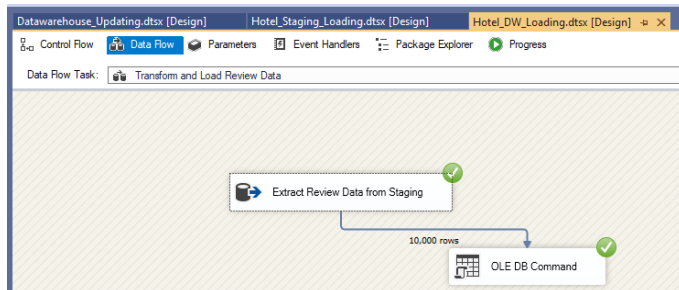 Datawarehouse_Updating.dtsx [Design] Hotel_Staging_Loading.dtsx [Design] Hotel_DW_Loading.dtsx [Design]
Control Flow Data Flow Parameters Event Handlers Package Explorer Progress
Data Flow Task: Transform and Load Review Data
Extract Review Data from Staging
10,000 rows
OLE DB Command